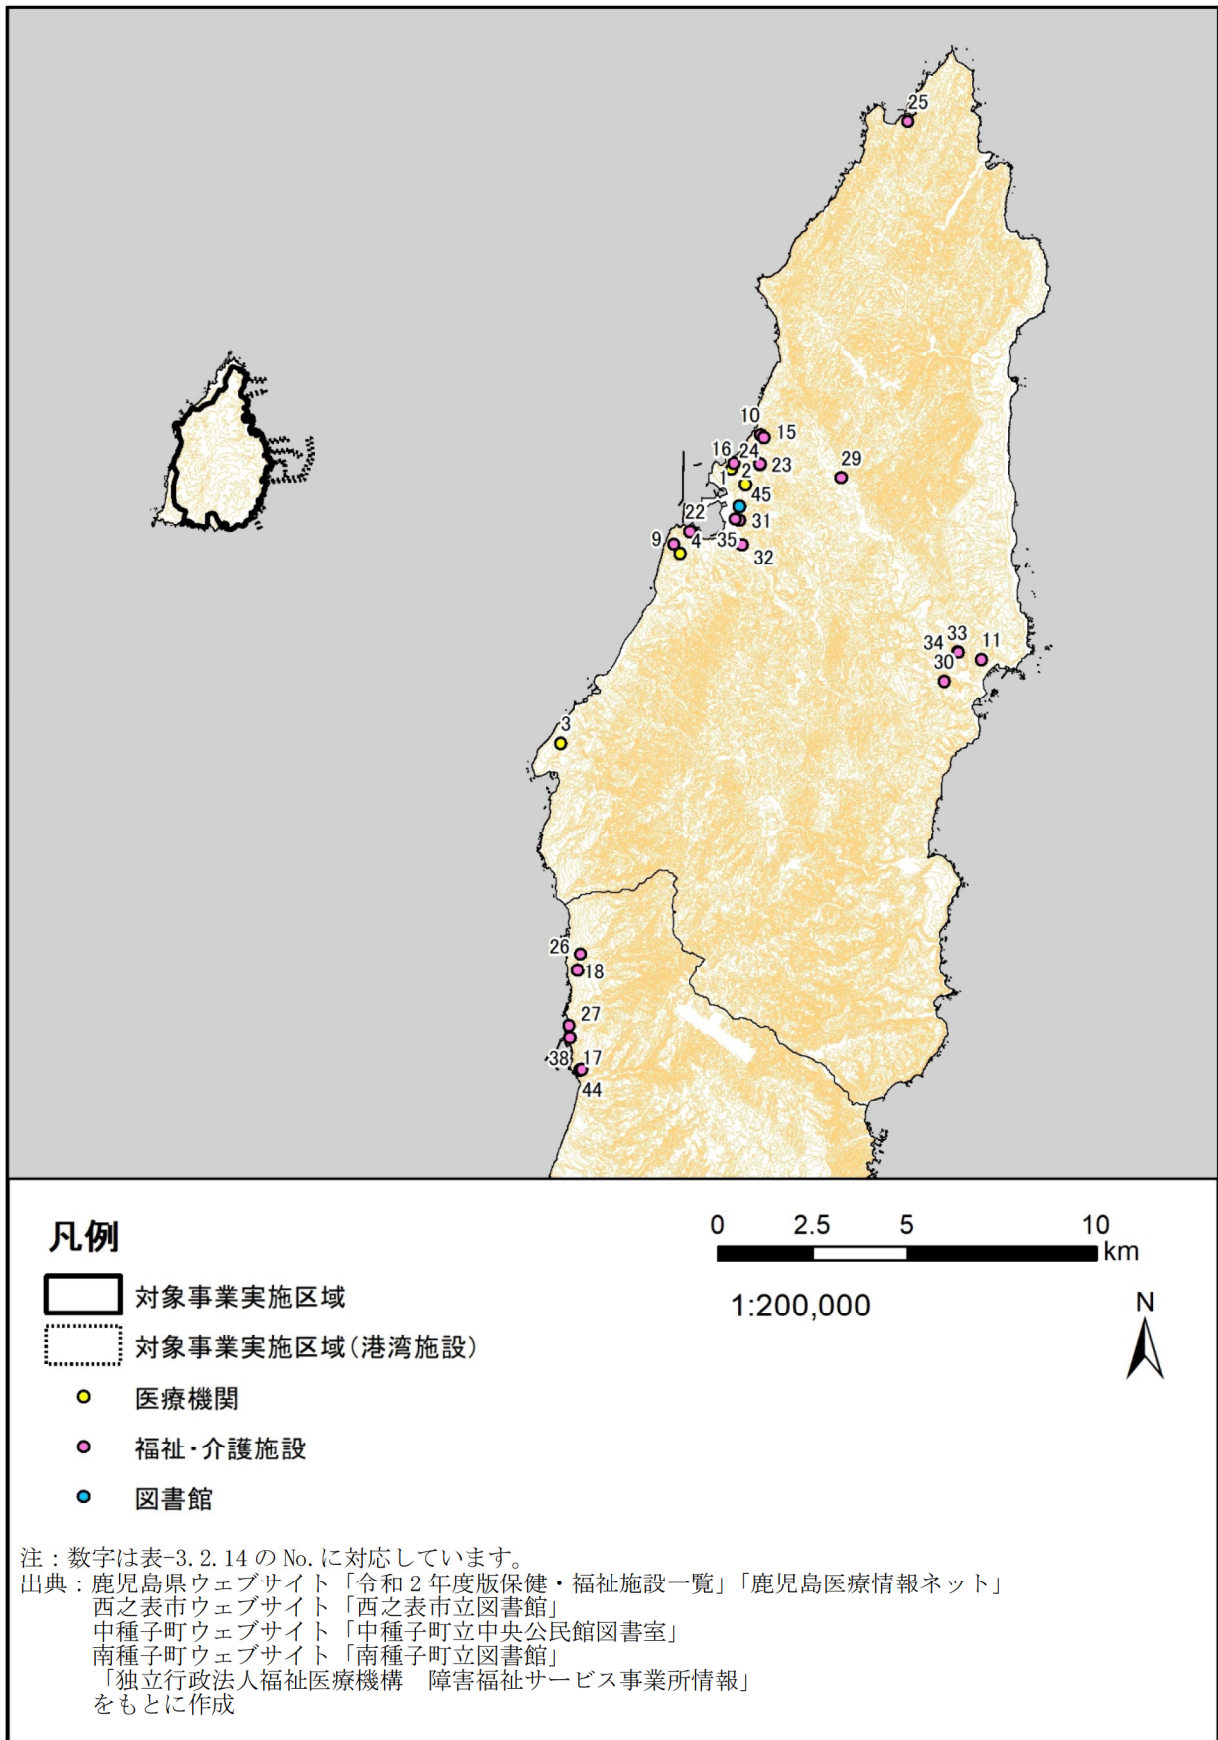 25
10
15
16
24
23
29
1
2
45
22
31
9
4
35
32
33
34
11
30
3
26
18
27
38
17
44
凡例
0 2.5 5 10
km
1:200,000
N
対象事業実施区域
対象事業実施区域(港湾施設)
医療機関
福祉・介護施設
図書館
注：数字は表-3.2.14 の No.に対応しています。
出典：鹿児島県ウェブサイト「令和２年度版保健・福祉施設一覧」「鹿児島医療情報ネット」
西之表市ウェブサイト「西之表市立図書館」
中種子町ウェブサイト「中種子町立中央公民館図書室」
南種子町ウェブサイト「南種子町立図書館」
「独立行政法人福祉医療機構　障害福祉サービス事業所情報」
をもとに作成